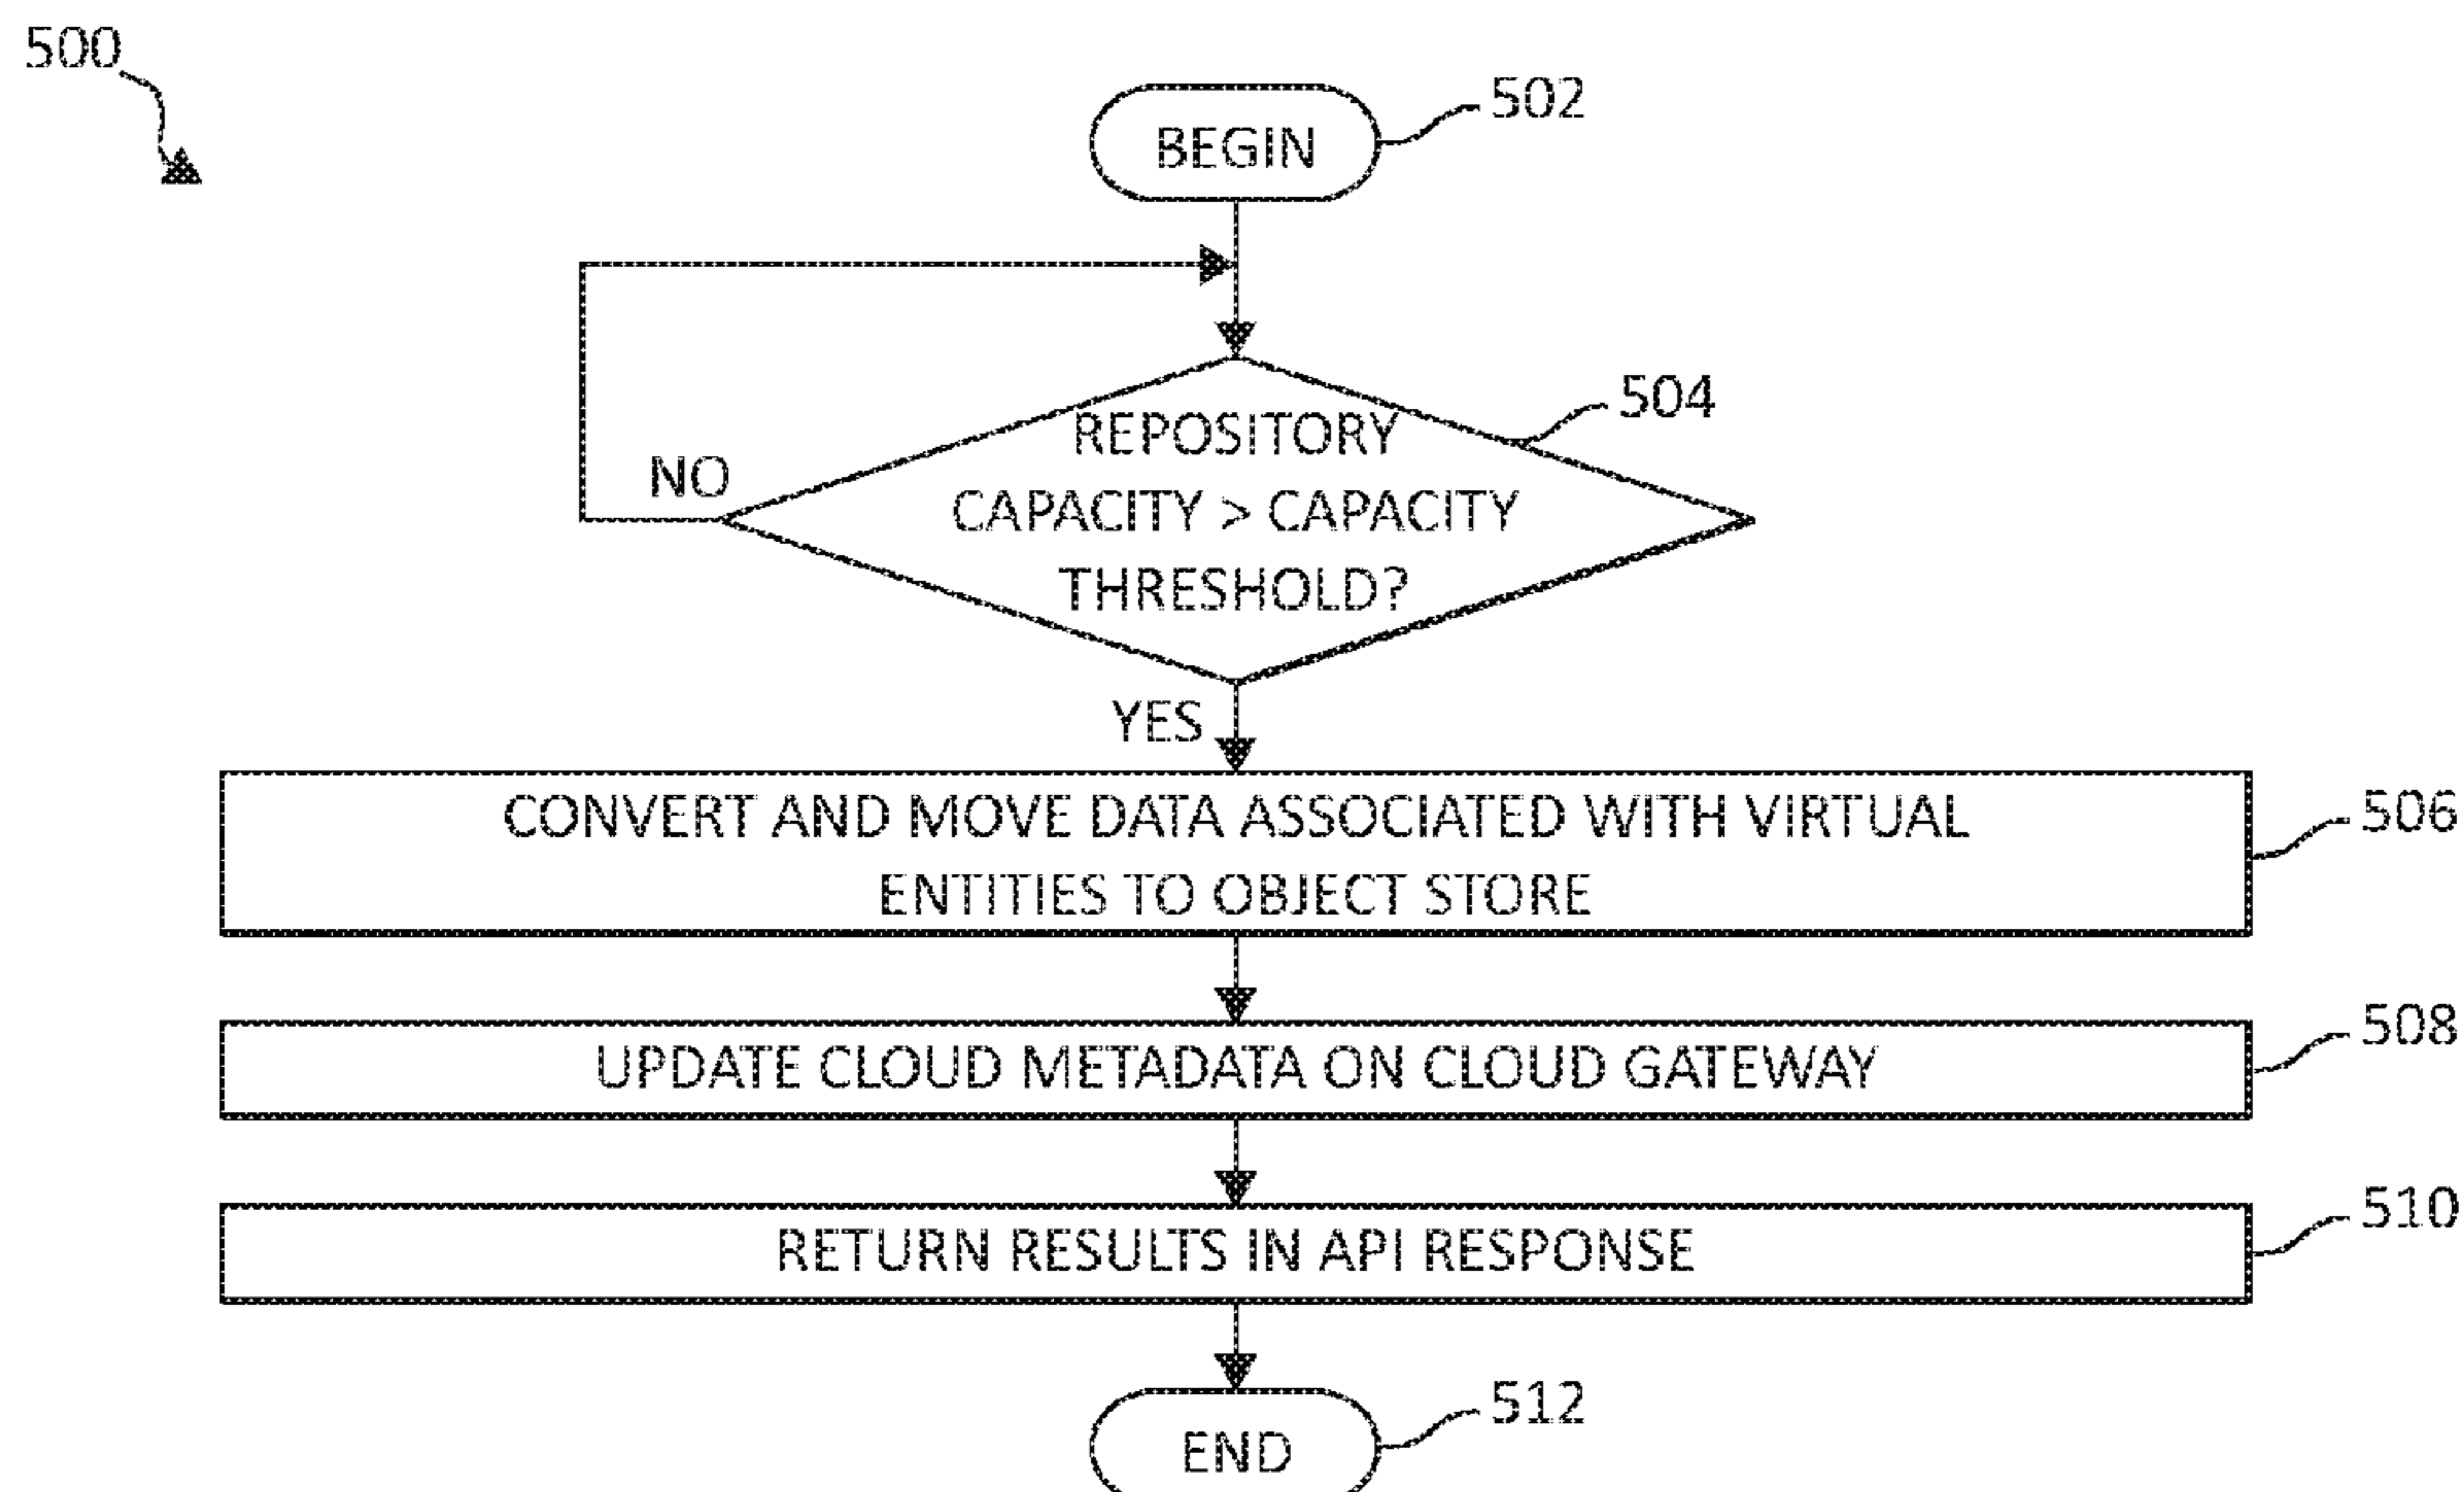 500
502
BEGIN
504
REPOSITORY
CAPACITY > CAPACITY
THRESHOLD?
NO
YES
CONVERT AND MOVE DATA ASSOCIATED WITH VIRTUAL
ENTITIES TO OBJECT STORE
506
UPDATE CLOUD METADATA ON CLOUD GATEWAY
508
RETURN RESULTS IN API RESPONSE
510
512
END